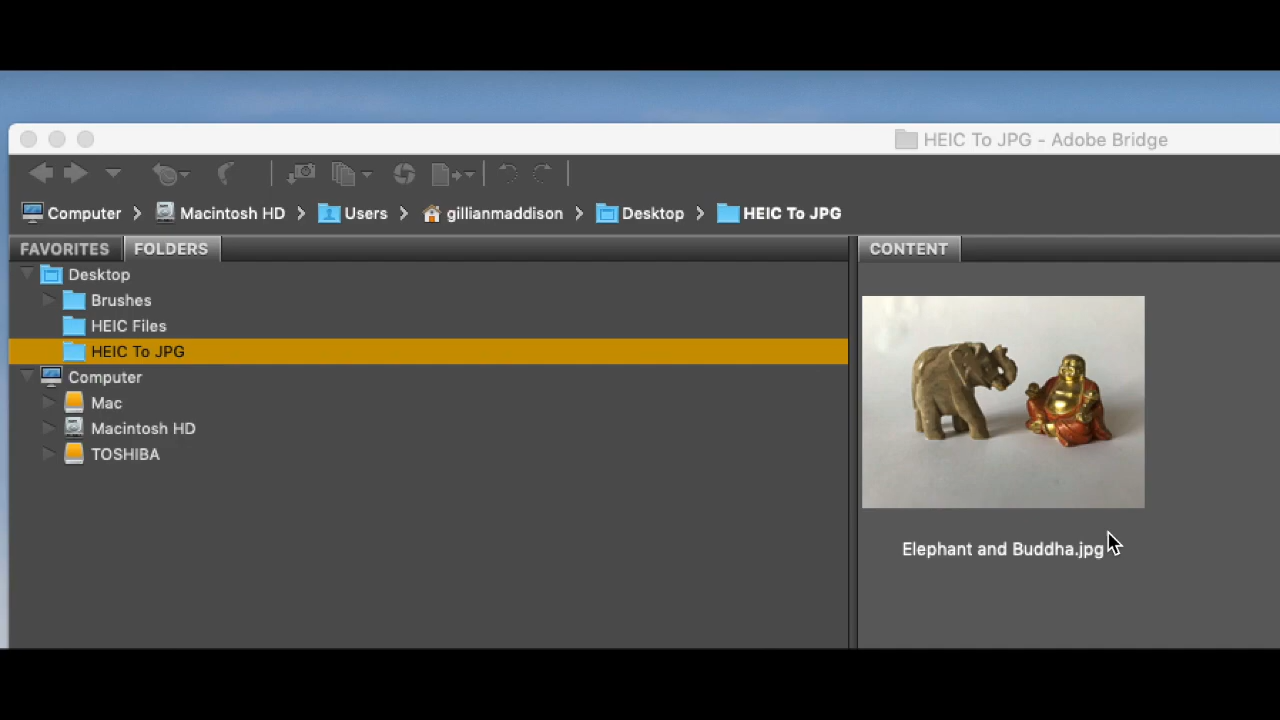 HEIC To JPG - Adobe Bridge
Computer Macintosh HD Users gillianmaddison Desktop HEIC To JPG
FAVORITES FOLDERS
Desktop
Brushes
HEIC Files
HEIC To JPG
Computer
Mac
Macintosh HD
TOSHIBA
CONTENT
Elephant and Buddha.jpg